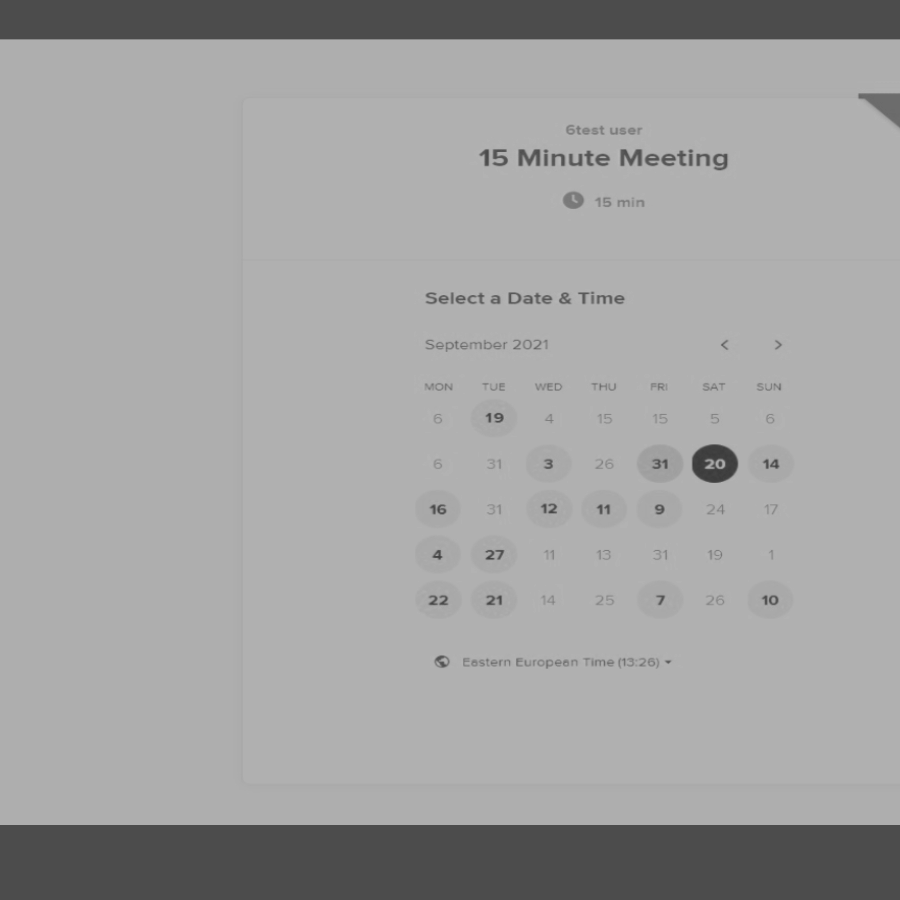 6test user
15 Minute Meeting
15 min
Select a Date & Time
September 2021
MON TUE WED THU FRI SAT SUN
6 19 4 15 15 5 6
6 31 3 26 31 20 14
16 31 12 11 9 24 17
4 27 11 13 31 19 1
22 21 14 25 7 26 10
Eastern European Time (13:26)